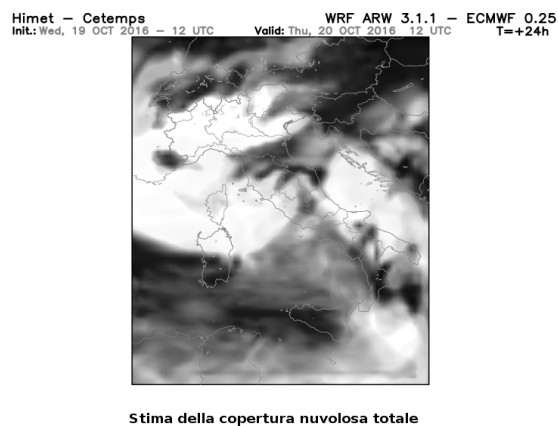 Himet – Cetemps WRF ARW 3.1.1 – ECMWF 0.25
Init.: Wed, 19 OCT 2016 – 12 UTC Valid: Thu, 20 OCT 2016 12 UTC T=+24h
Stima della copertura nuvolosa totale